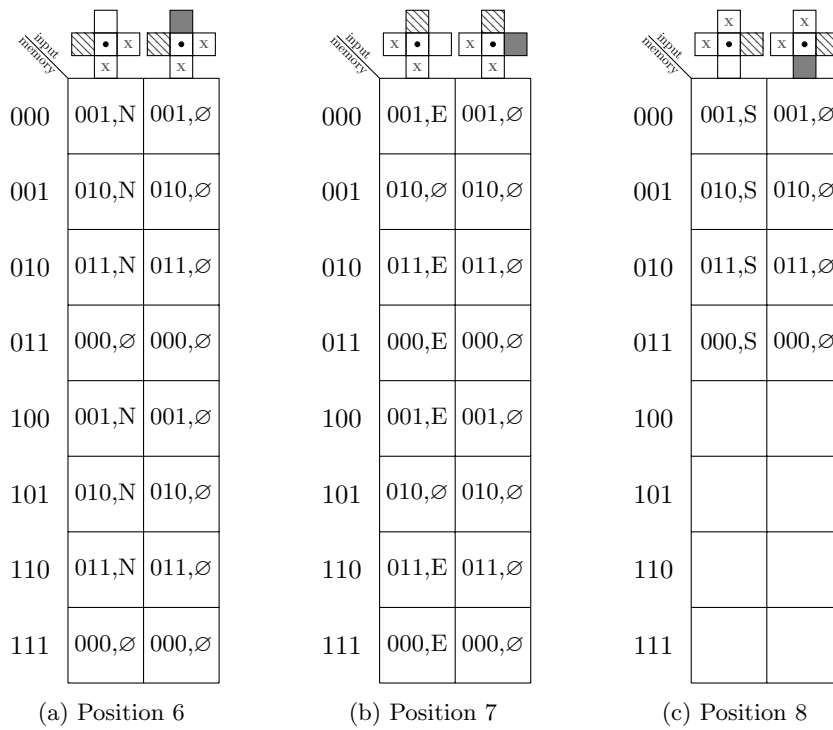 x x x x
input
memory
000 001,N 001,∅
001 010,N 010,∅
010 011,N 011,∅
011 000,∅ 000,∅
100 001,N 001,∅
101 010,N 010,∅
110 011,N 011,∅
111 000,∅ 000,∅
(a) Position 6
x x x
input
memory
000 001,E 001,∅
001 010,∅ 010,∅
010 011,E 011,∅
011 000,E 000,∅
100 001,E 001,∅
101 010,∅ 010,∅
110 011,E 011,∅
111 000,E 000,∅
(b) Position 7
x x
x x
input
memory
000 001,S 001,∅
001 010,S 010,∅
010 011,S 011,∅
011 000,S 000,∅
100
101
110
111
(c) Position 8